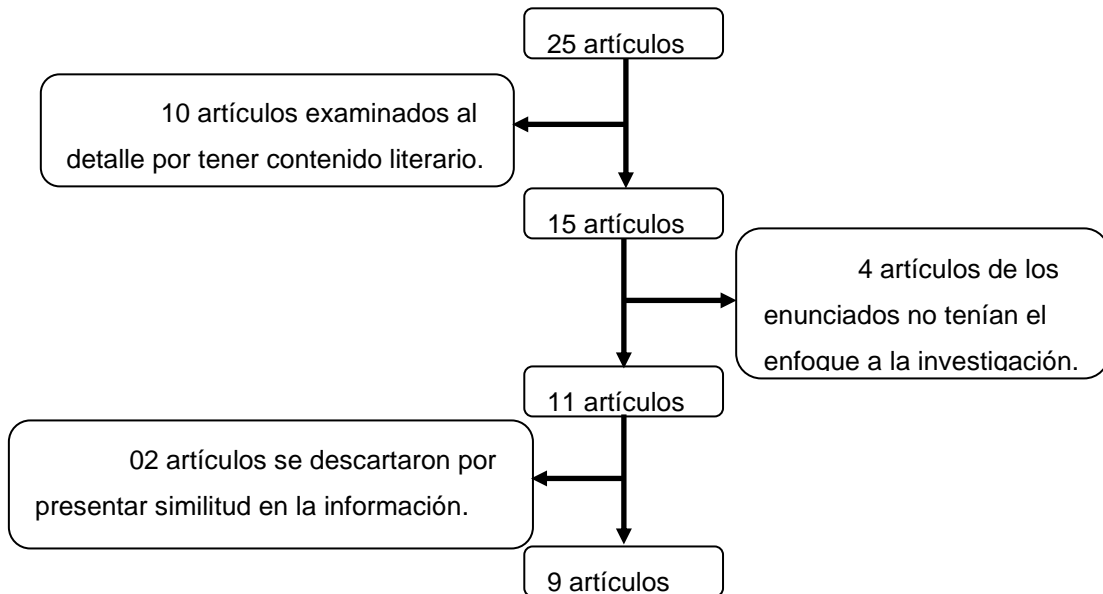 25 artículos
10 artículos examinados al
detalle por tener contenido literario.
15 artículos
4 artículos de los
enunciados no tenían el
enfoque a la investigación.
11 artículos
02 artículos se descartaron por
presentar similitud en la información.
9 artículos